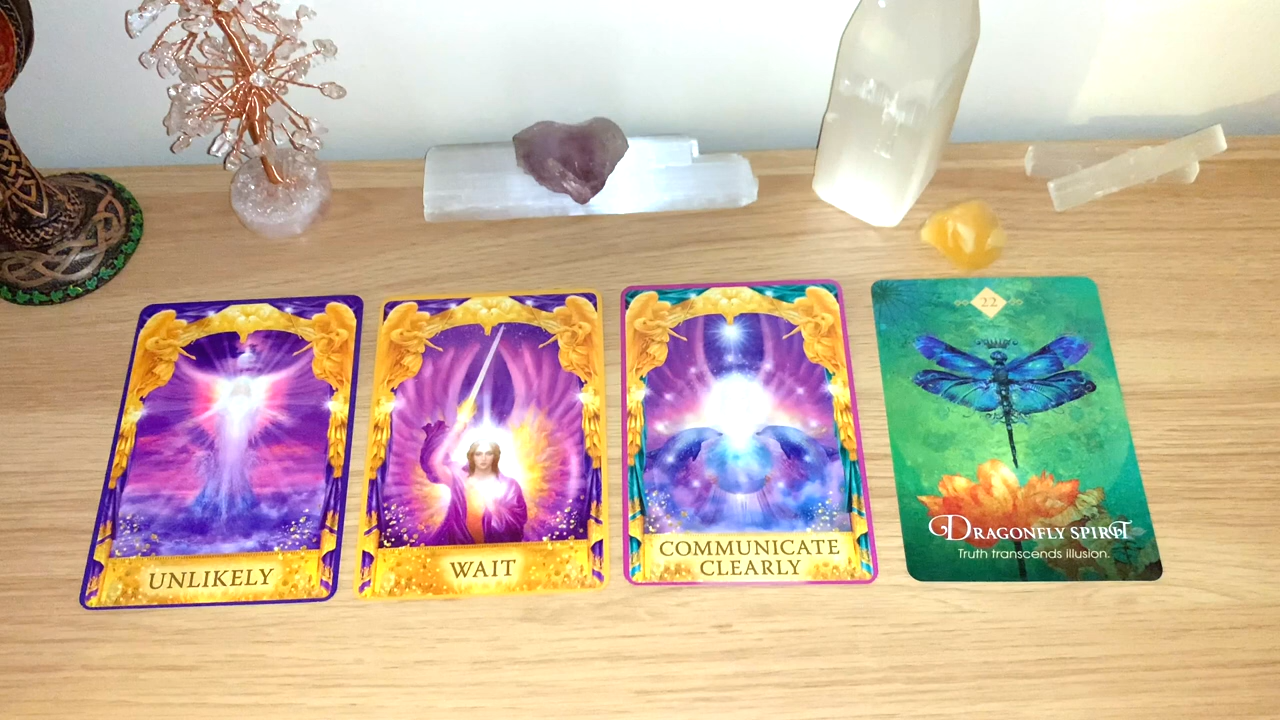 UNLIKELY
WAIT
COMMUNICATE
CLEARLY
22
DRAGONFLY SPIRIT
Truth transcends illusion.